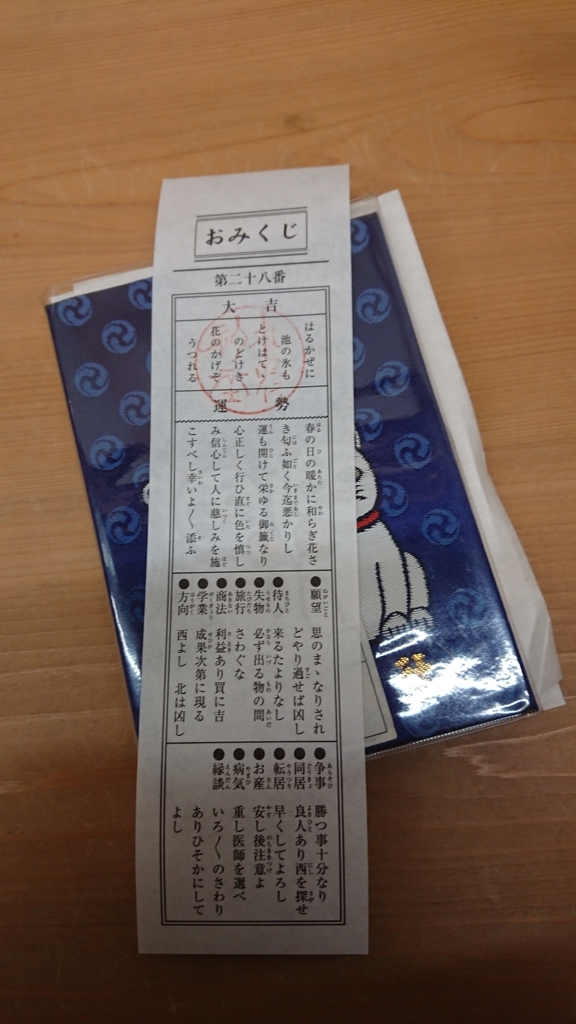 おみくじ
第二十八番
大吉
はるかぜに
池の氷も
とけはて
のどけき
花のかげぞ
うつれる
運勢
春の日の暖かに和らぎ花さ
き匂ふ如く今迄悪かりし
運も開けて栄ゆる御籤なり
心正しく行ひ直に色を慎し
み信心して人に慈しみを施
こすべし幸いよ〱添ふ
●願望 思のまゝなりされ
どやり過せば凶し
●待人 来るたよりなし
●失物 必ず出る物の間
●旅行 さわぐな
●商法 利益あり買に吉
●学業 成果次第に現る
●方向 西よし 北は凶し
●争事 勝つ事十分なり
●同居 良人あり西を探せ
●転居 早くしてよろし
●お産 安し後注意よ
●病気 重し医師を選べ
●縁談 いろ〱のさわり
ありひそかにして
よし